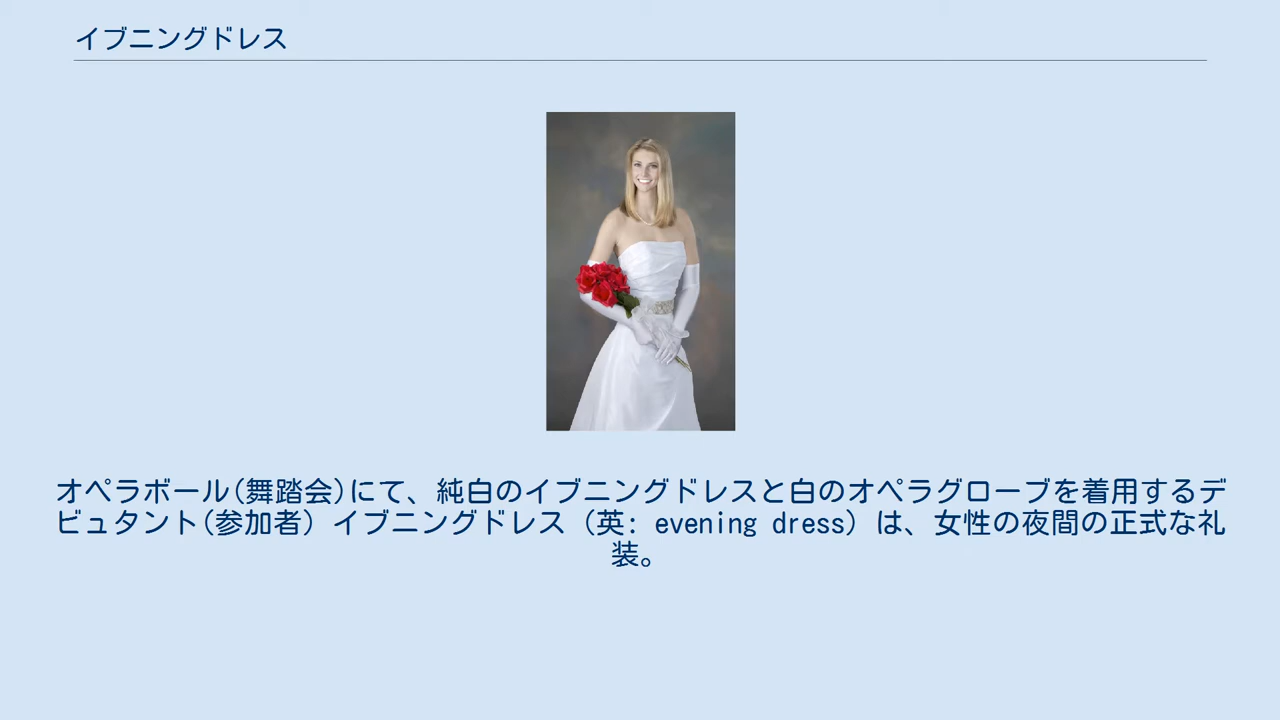 イブニングドレス
オペラボール(舞踏会)にて、純白のイブニングドレスと白のオペラグローブを着用するデ
ビュタント(参加者) イブニングドレス（英: evening dress）は、女性の夜間の正式な礼
装。